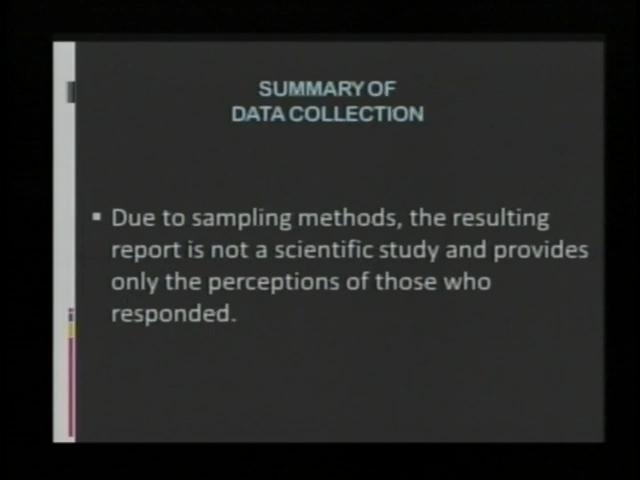 SUMMARY OF
DATA COLLECTION
▪ Due to sampling methods, the resulting
report is not a scientific study and provides
only the perceptions of those who
responded.